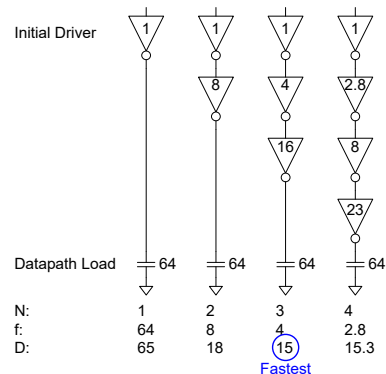 Initial Driver 1 1 1 1
8 4 2.8
16 8
23
Datapath Load 64 64 64 64
N: 1 2 3 4
f: 64 8 4 2.8
D: 65 18 15 15.3
Fastest